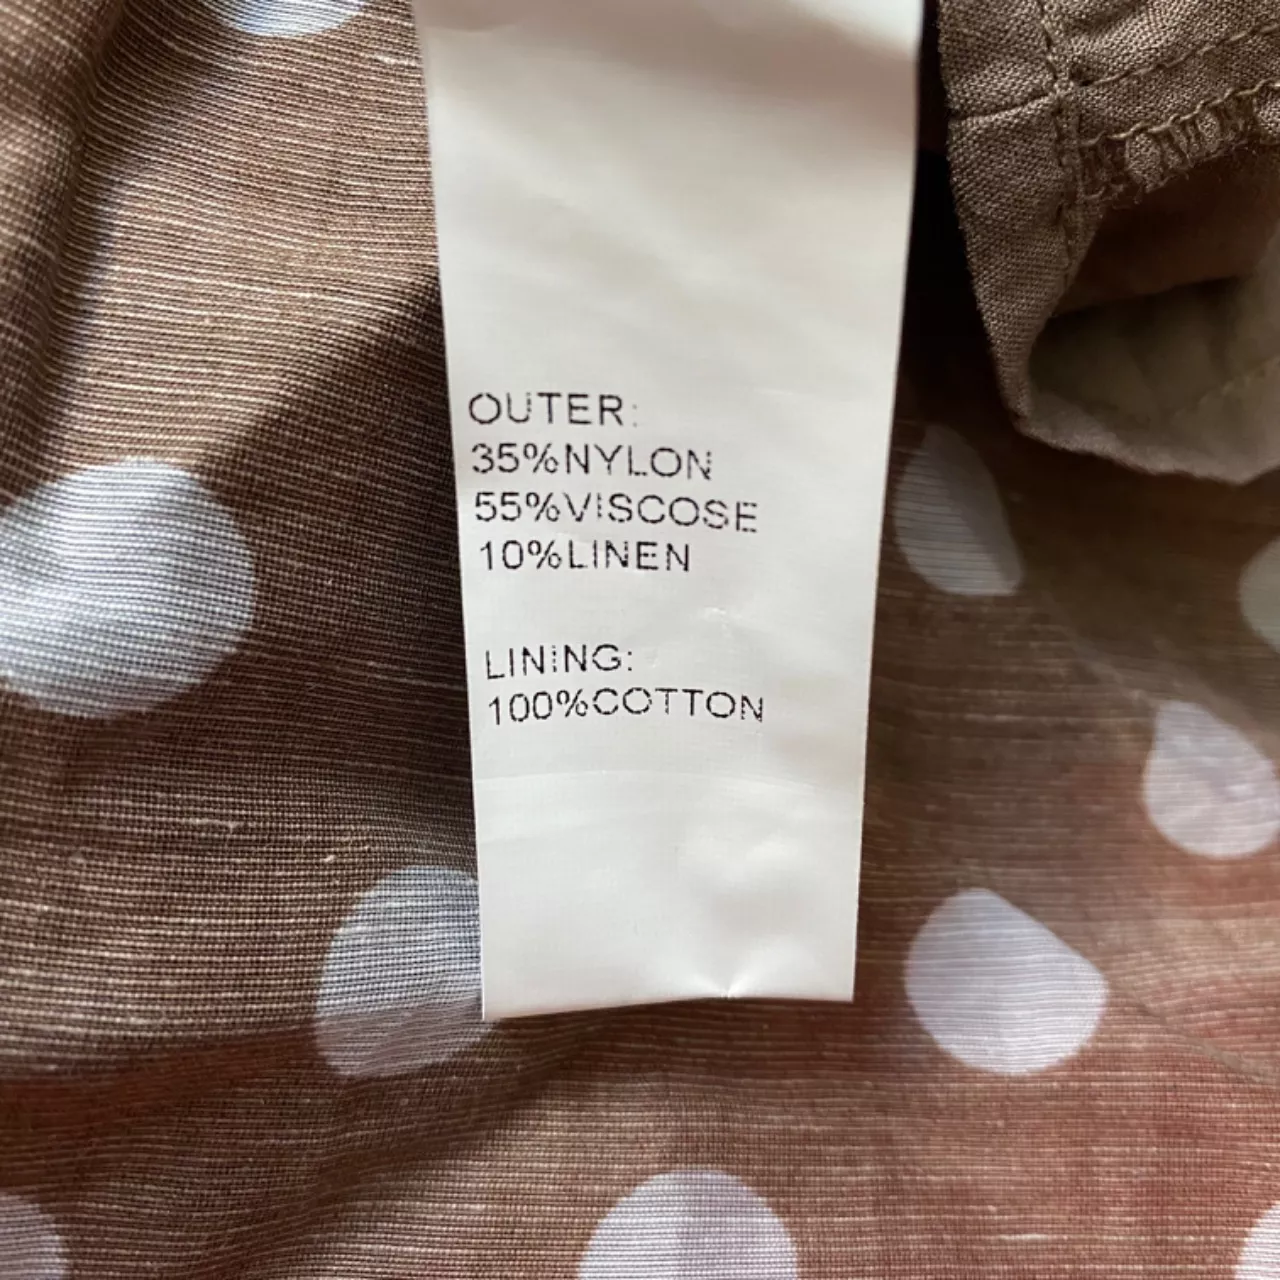 OUTER:
35%NYLON
55%VISCOSE
10%LINEN
LINING:
100%COTTON